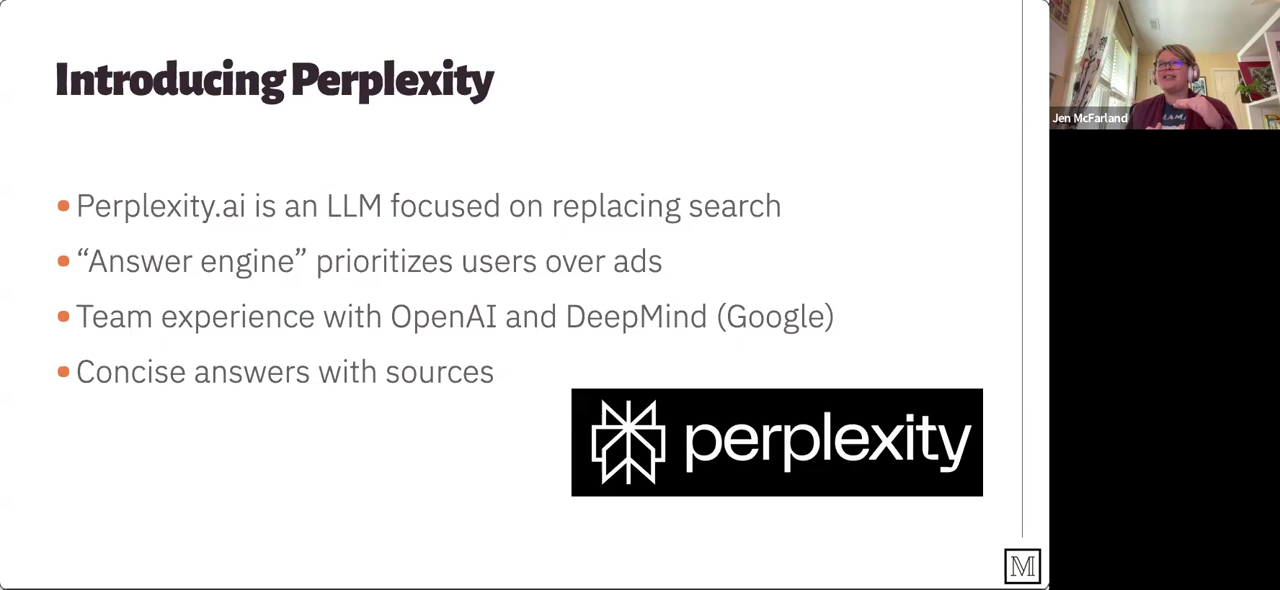 Introducing Perplexity
• Perplexity.ai is an LLM focused on replacing search
• “Answer engine” prioritizes users over ads
• Team experience with OpenAI and DeepMind (Google)
• Concise answers with sources
perplexity
M
Jen McFarland